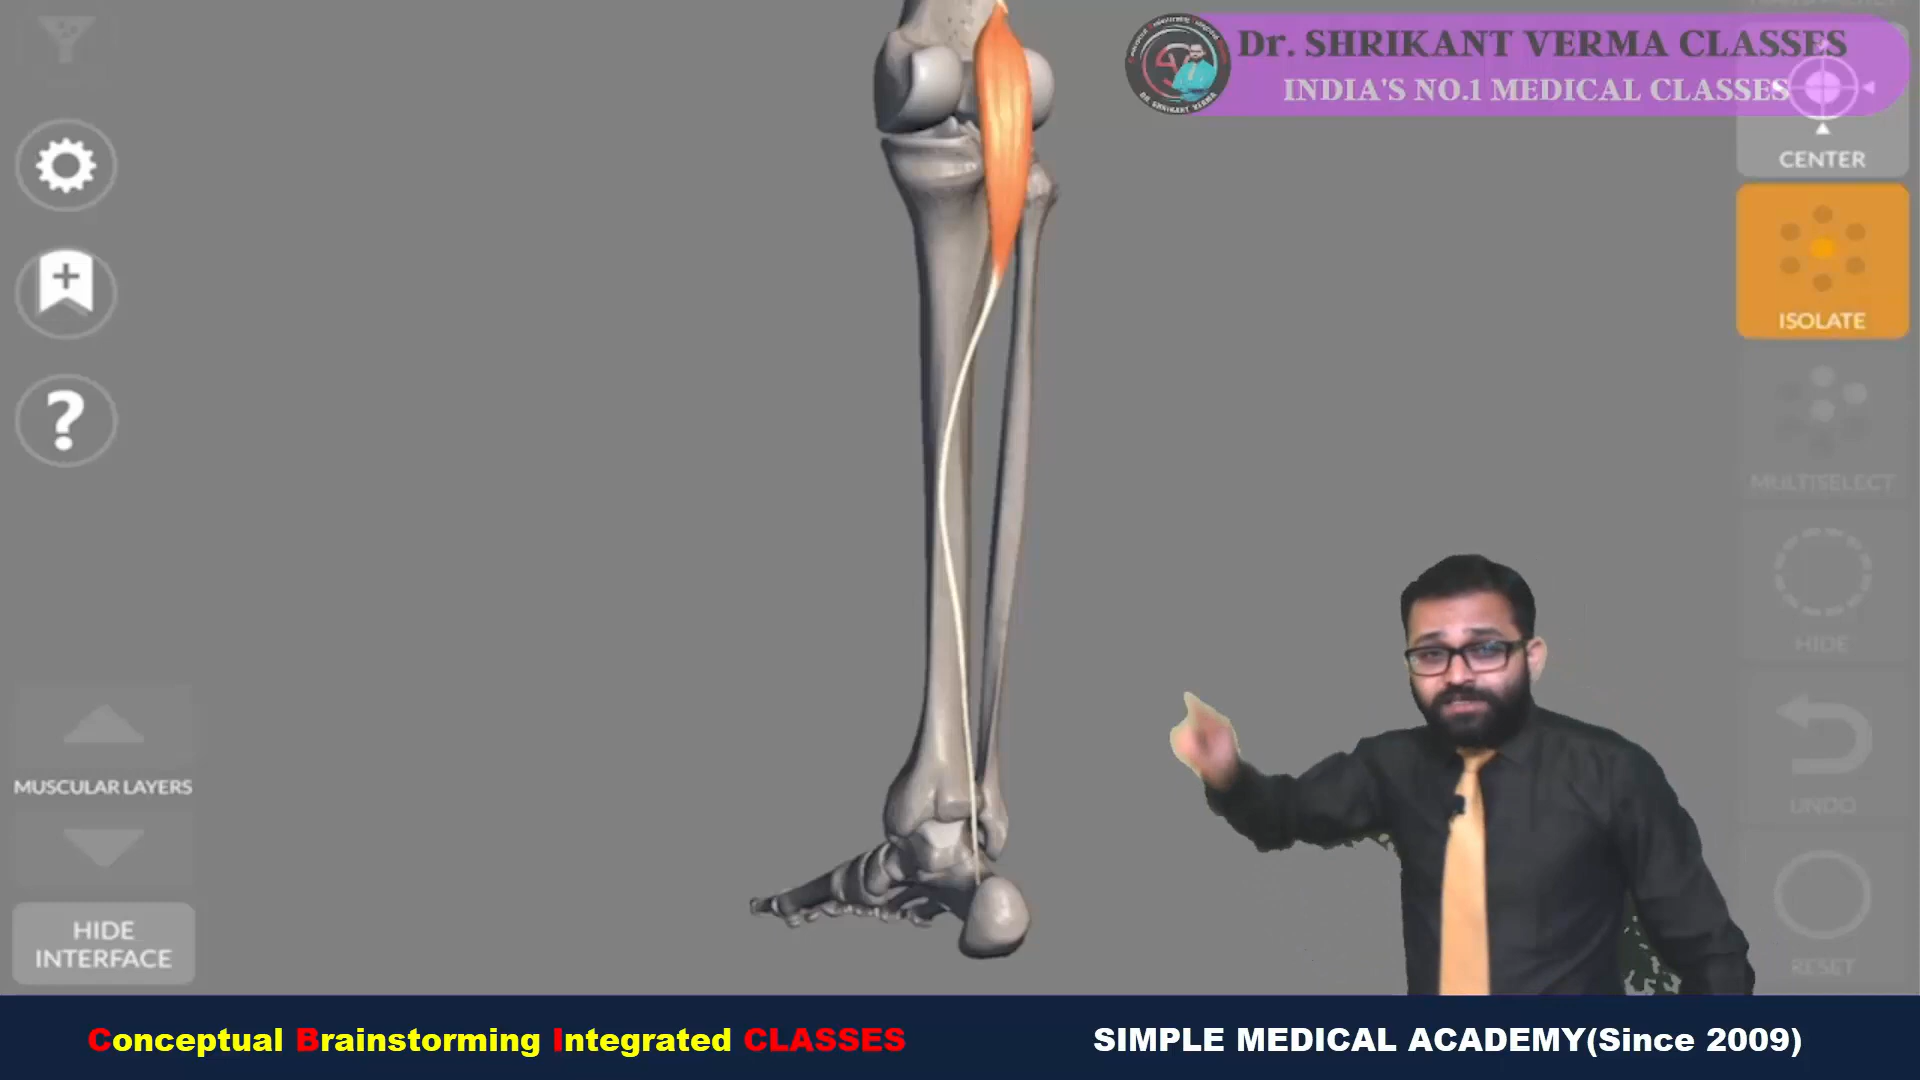 Dr. SHRIKANT VERMA CLASSES
INDIA'S NO.1 MEDICAL CLASSES
CENTER
ISOLATE
MULTISELECT
HIDE
UNDO
RESET
MUSCULAR LAYERS
HIDE
INTERFACE
Conceptual Brainstorming Integrated CLASSES
SIMPLE MEDICAL ACADEMY(Since 2009)